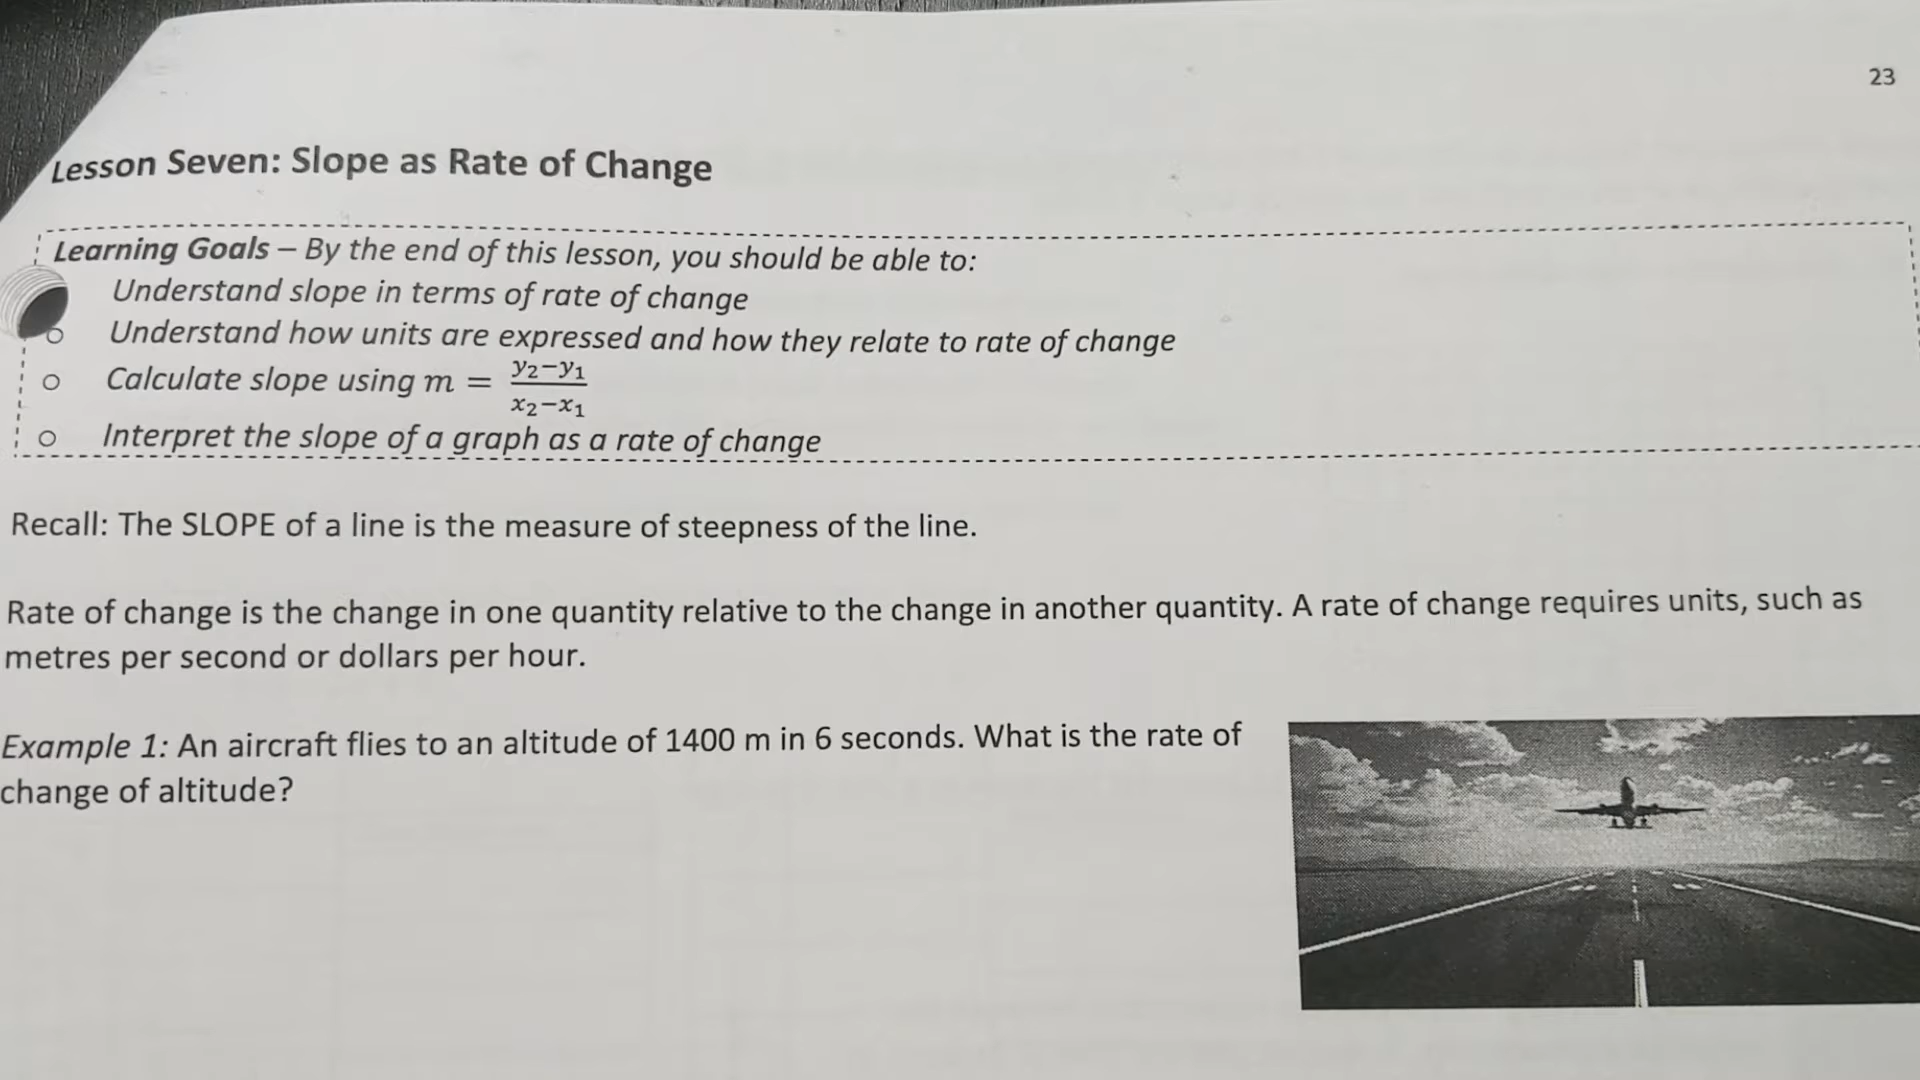 23
Lesson Seven: Slope as Rate of Change
Learning Goals – By the end of this lesson, you should be able to:
Understand slope in terms of rate of change
o Understand how units are expressed and how they relate to rate of change
o Calculate slope using m = \frac{y₂−y₁}{x₂−x₁}
o Interpret the slope of a graph as a rate of change
Recall: The SLOPE of a line is the measure of steepness of the line.
Rate of change is the change in one quantity relative to the change in another quantity. A rate of change requires units, such as
metres per second or dollars per hour.
Example 1: An aircraft flies to an altitude of 1400 m in 6 seconds. What is the rate of
change of altitude?